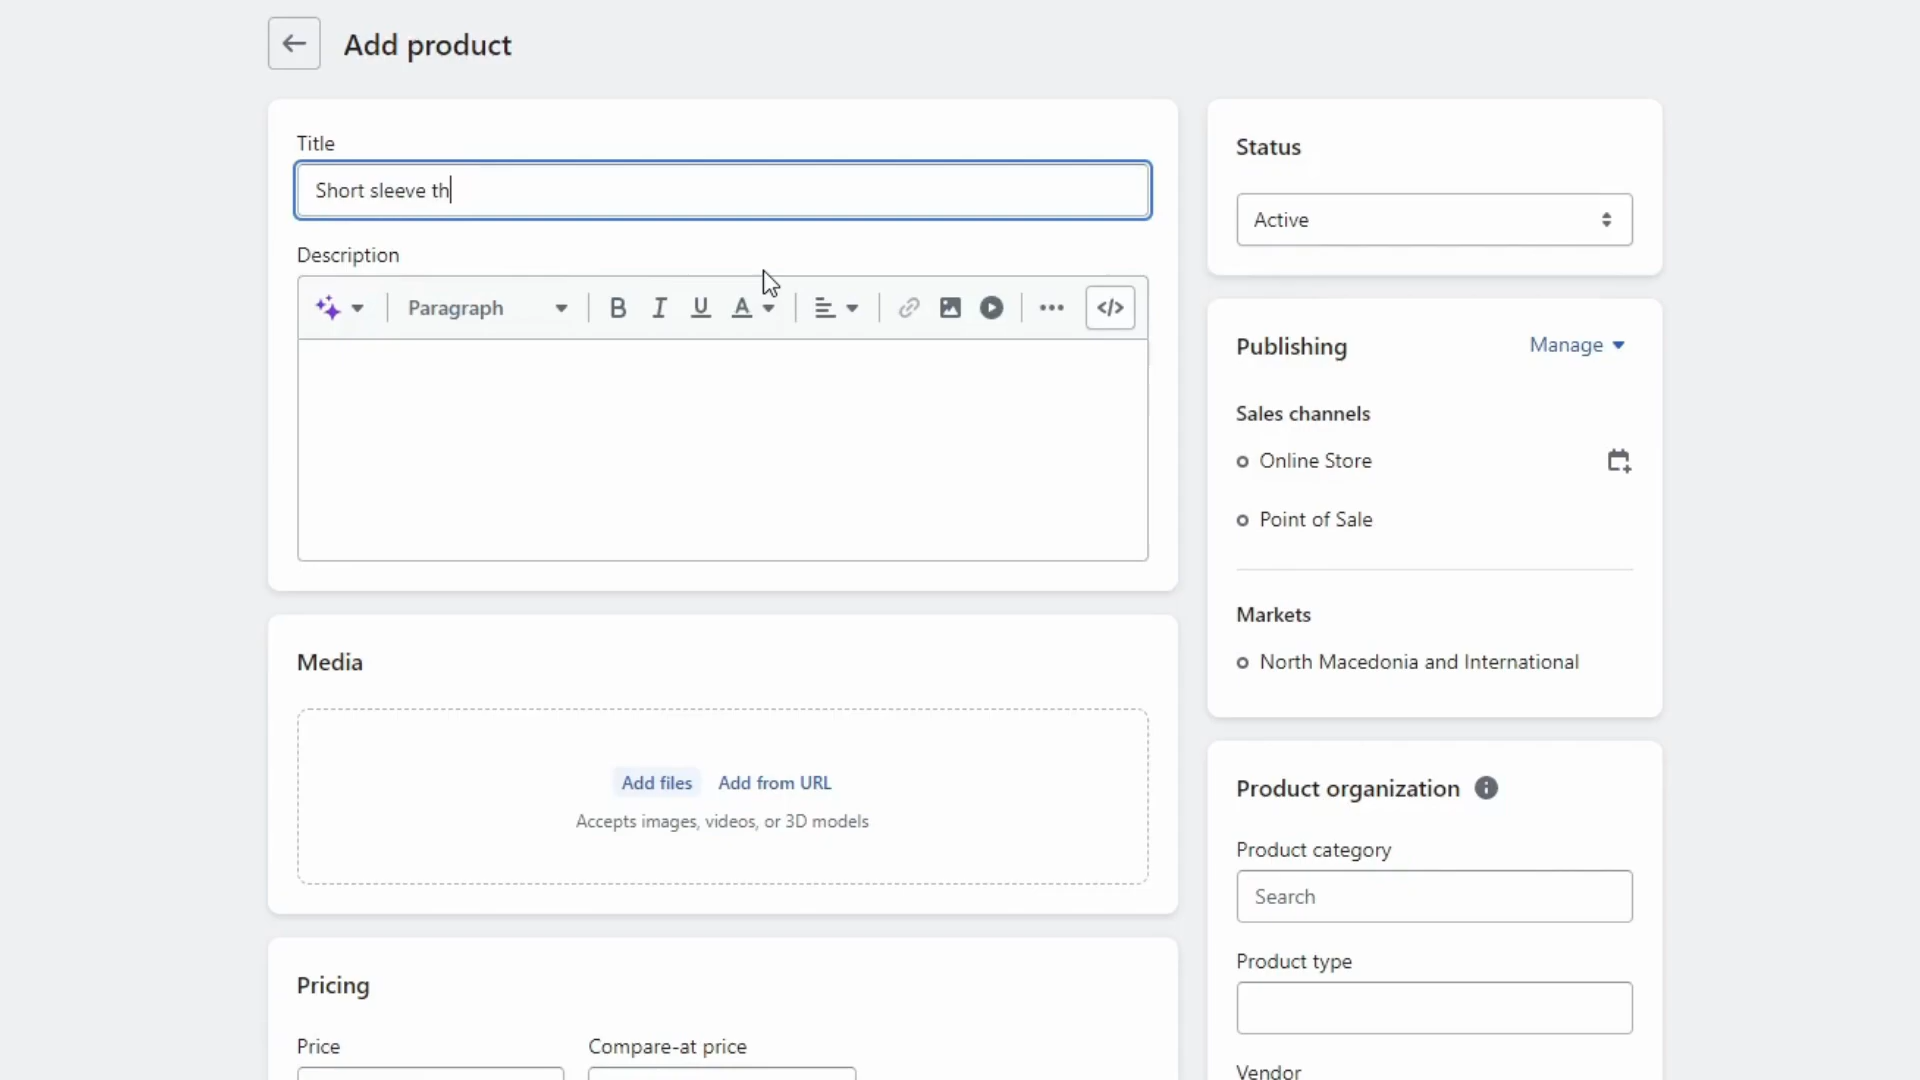 Add product
Title
Short sleeve th
Description
Paragraph
B I U A
Media
Add files Add from URL
Accepts images, videos, or 3D models
Pricing
Price Compare-at price
Status
Active
Publishing Manage
Sales channels
Online Store
Point of Sale
Markets
North Macedonia and International
Product organization
Product category
Search
Product type
Vendor